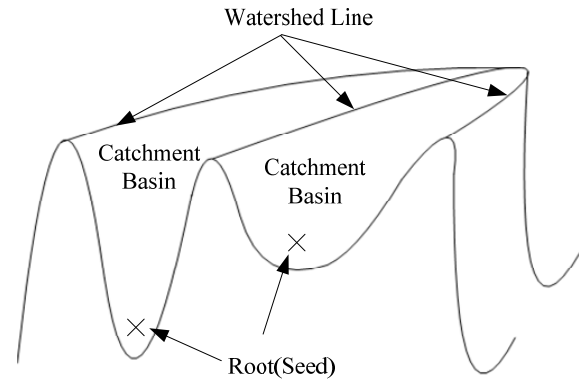 Watershed Line
Catchment
Basin
Catchment
Basin
Root(Seed)